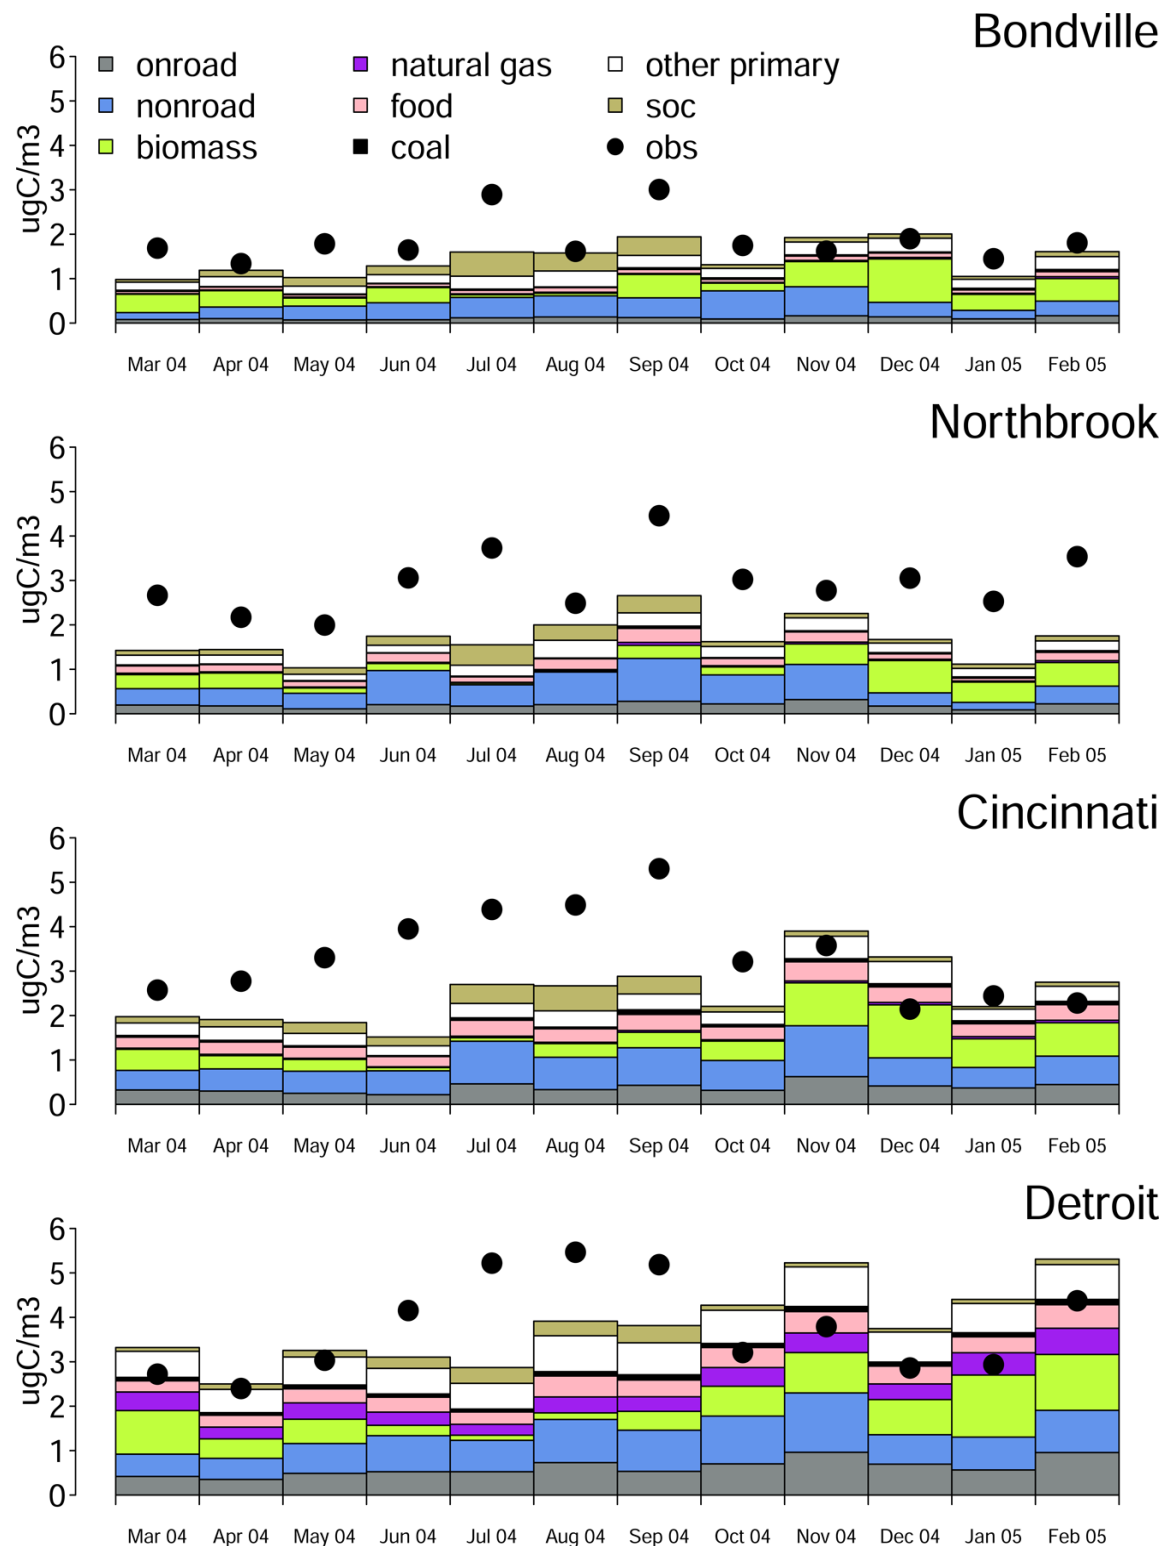 Bondville
onroad natural gas other primary
nonroad food soc
biomass coal obs
6
5
4
3
2
1
0
ugC/m3
Mar 04 Apr 04 May 04 Jun 04 Jul 04 Aug 04 Sep 04 Oct 04 Nov 04 Dec 04 Jan 05 Feb 05
Northbrook
6
5
4
3
2
1
0
ugC/m3
Mar 04 Apr 04 May 04 Jun 04 Jul 04 Aug 04 Sep 04 Oct 04 Nov 04 Dec 04 Jan 05 Feb 05
Cincinnati
6
5
4
3
2
1
0
ugC/m3
Mar 04 Apr 04 May 04 Jun 04 Jul 04 Aug 04 Sep 04 Oct 04 Nov 04 Dec 04 Jan 05 Feb 05
Detroit
6
5
4
3
2
1
0
ugC/m3
Mar 04 Apr 04 May 04 Jun 04 Jul 04 Aug 04 Sep 04 Oct 04 Nov 04 Dec 04 Jan 05 Feb 05